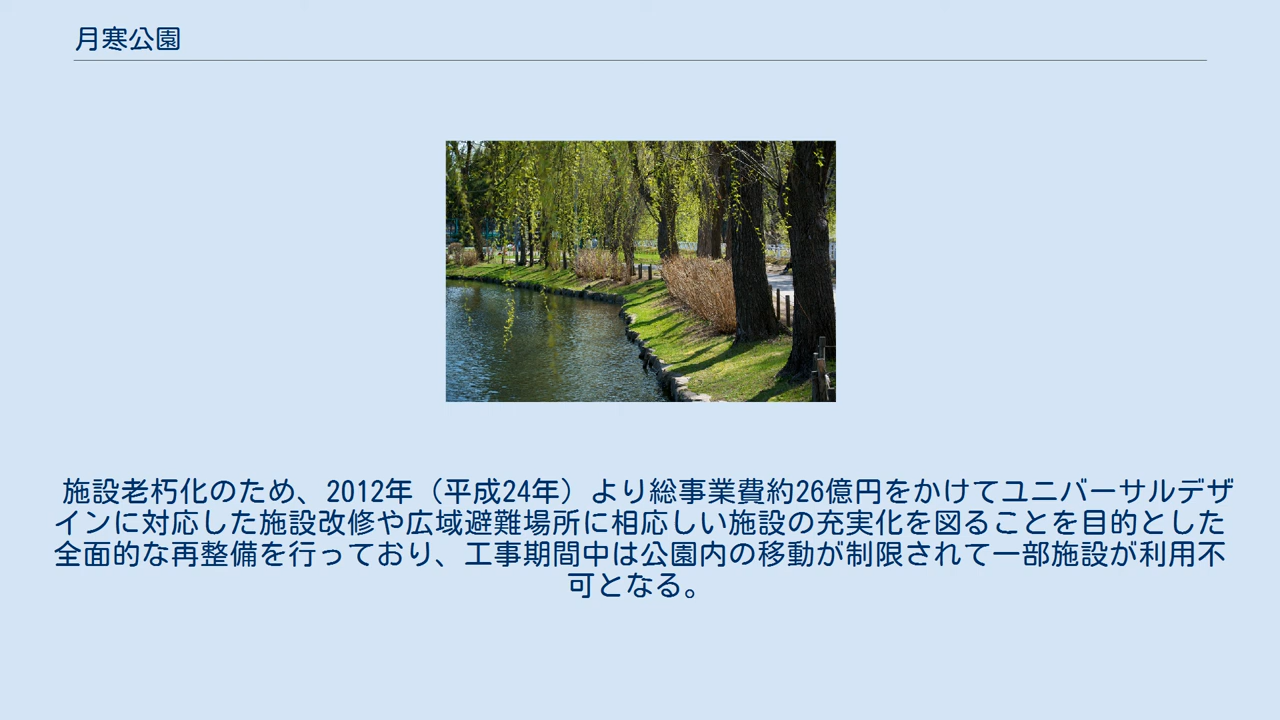 月寒公園
施設老朽化のため、2012年（平成24年）より総事業費約26億円をかけてユニバーサルデザ
インに対応した施設改修や広域避難場所に相応しい施設の充実化を図ることを目的とした
全面的な再整備を行っており、工事期間中は公園内の移動が制限されて一部施設が利用不
可となる。